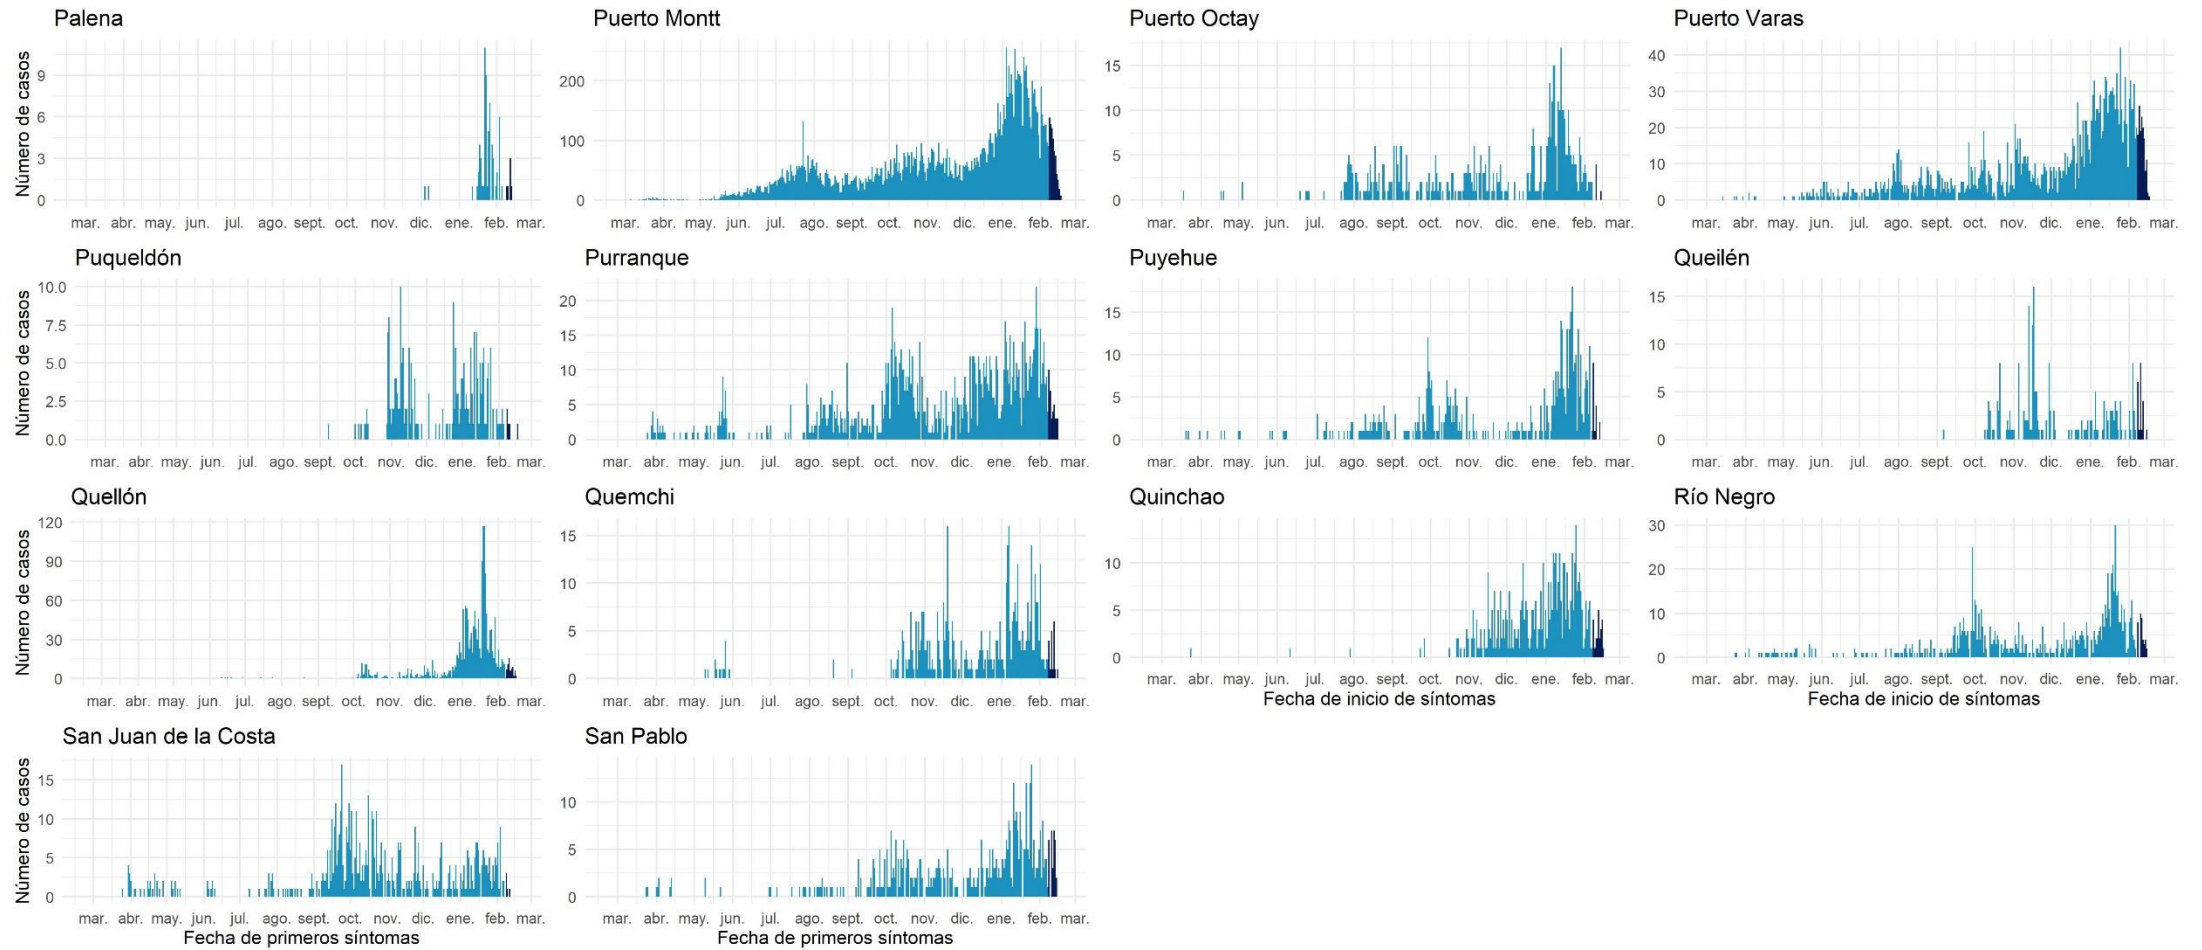 Palena
Puerto Montt
Puerto Octay
Puerto Varas
Número de casos
9
6
3
0
200
100
0
15
10
5
0
40
30
20
10
0
mar. abr. may. jun. jul. ago. sept. oct. nov. dic. ene. feb. mar.
mar. abr. may. jun. jul. ago. sept. oct. nov. dic. ene. feb. mar.
mar. abr. may. jun. jul. ago. sept. oct. nov. dic. ene. feb. mar.
mar. abr. may. jun. jul. ago. sept. oct. nov. dic. ene. feb. mar.
Puqueldón
Purranque
Puyehue
Queilén
Número de casos
10.0
7.5
5.0
2.5
0.0
20
15
10
5
0
15
10
5
0
15
10
5
0
mar. abr. may. jun. jul. ago. sept. oct. nov. dic. ene. feb. mar.
mar. abr. may. jun. jul. ago. sept. oct. nov. dic. ene. feb. mar.
mar. abr. may. jun. jul. ago. sept. oct. nov. dic. ene. feb. mar.
mar. abr. may. jun. jul. ago. sept. oct. nov. dic. ene. feb. mar.
Quellón
Quemchi
Quinchao
Río Negro
Número de casos
120
90
60
30
0
15
10
5
0
10
5
0
30
20
10
0
mar. abr. may. jun. jul. ago. sept. oct. nov. dic. ene. feb. mar.
mar. abr. may. jun. jul. ago. sept. oct. nov. dic. ene. feb. mar.
mar. abr. may. jun. jul. ago. sept. oct. nov. dic. ene. feb. mar.
Fecha de inicio de síntomas
mar. abr. may. jun. jul. ago. sept. oct. nov. dic. ene. feb. mar.
Fecha de inicio de síntomas
San Juan de la Costa
San Pablo
Número de casos
15
10
5
0
10
5
0
mar. abr. may. jun. jul. ago. sept. oct. nov. dic. ene. feb. mar.
Fecha de primeros síntomas
mar. abr. may. jun. jul. ago. sept. oct. nov. dic. ene. feb. mar.
Fecha de primeros síntomas